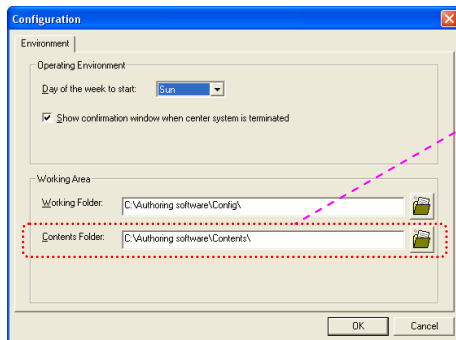 Configuration
Environment
Operating Environment
Day of the week to start: Sun
Show confirmation window when center system is terminated
Working Area
Working Folder: C:\Authoring software\Config\
Contents Folder: C:\Authoring software\Contents\
OK Cancel